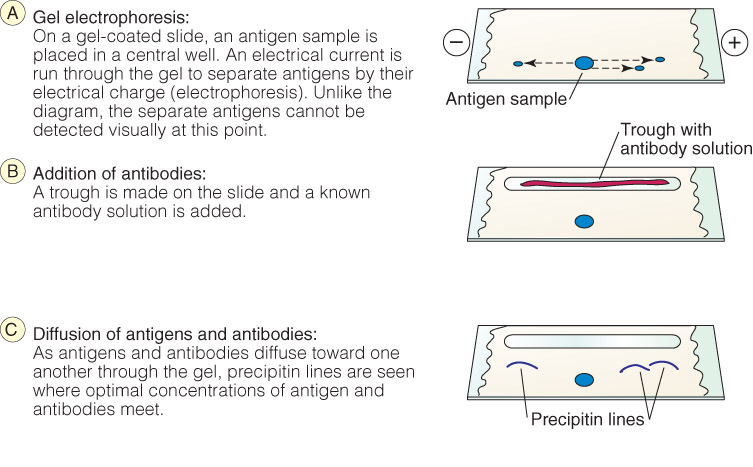 A Gel electrophoresis:
On a gel-coated slide, an antigen sample is
placed in a central well. An electrical current is
run through the gel to separate antigens by their
electrical charge (electrophoresis). Unlike the
diagram, the separate antigens cannot be
detected visually at this point.
− +
Antigen sample
B Addition of antibodies:
A trough is made on the slide and a known
antibody solution is added.
Trough with
antibody solution
C Diffusion of antigens and antibodies:
As antigens and antibodies diffuse toward one
another through the gel, precipitin lines are seen
where optimal concentrations of antigen and
antibodies meet.
Precipitin lines